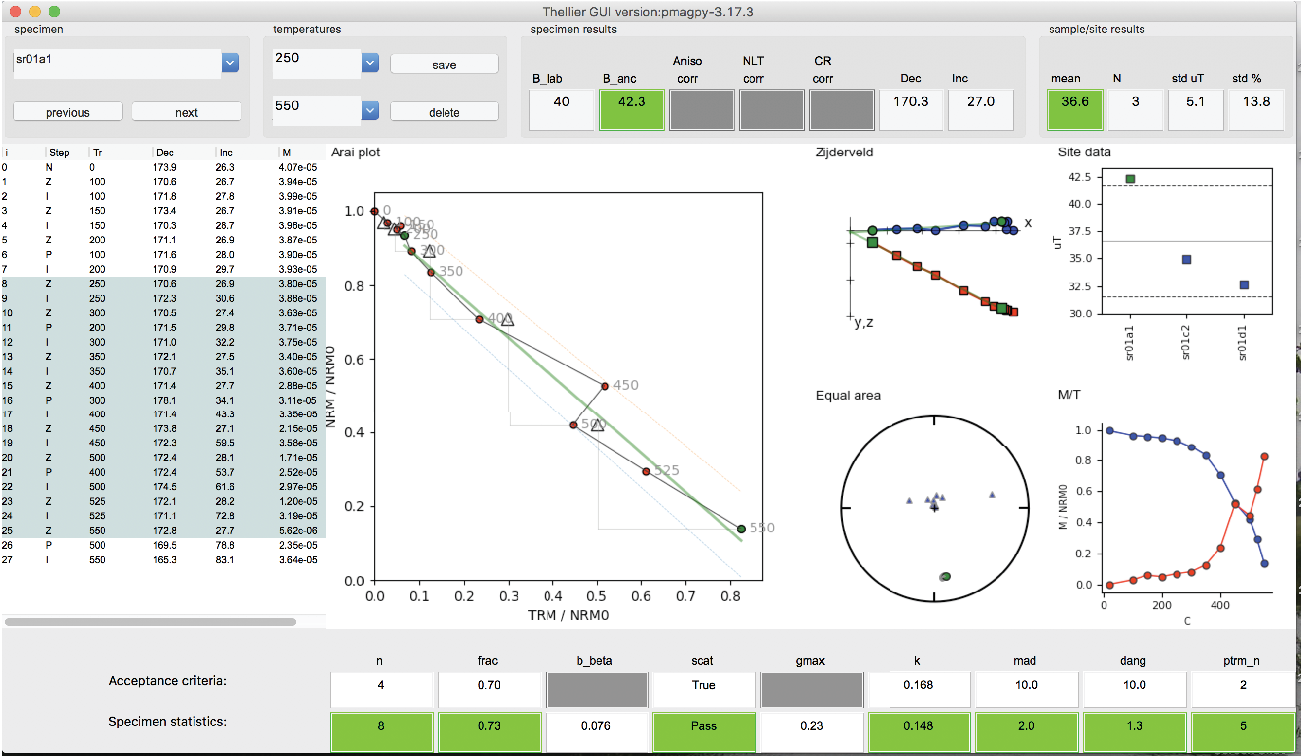 Thellier GUI version:pmagpy-3.17.3
specimen
temperatures
specimen results
sample/site results
sr01a1
250
save
previous
next
550
delete
B_lab
B_anc
Aniso corr
NLT corr
CR corr
Dec
Inc
40
42.3
170.3
27.0
mean
N
std uT
std %
36.6
3
5.1
13.8
i Step Tr Dec Inc M
0 N 0 173.9 26.3 4.07e-05
1 Z 100 170.6 26.7 3.94e-05
2 I 100 171.8 27.8 3.99e-05
3 Z 150 173.4 26.7 3.91e-05
4 I 150 170.3 28.7 3.98e-05
5 Z 200 171.1 26.9 3.87e-05
6 P 100 171.6 28.0 3.90e-05
7 I 200 170.9 29.7 3.93e-05
8 Z 250 170.6 26.9 3.80e-05
9 I 250 172.3 30.6 3.88e-05
10 Z 300 170.5 27.4 3.63e-05
11 P 200 171.5 29.8 3.71e-05
12 I 300 171.0 32.2 3.75e-05
13 Z 350 172.1 27.5 3.40e-05
14 I 350 170.7 35.1 3.60e-05
15 Z 400 171.4 27.7 2.88e-05
16 P 300 170.1 34.1 3.11e-05
17 I 400 171.4 43.3 3.35e-05
18 Z 450 173.8 27.1 2.15e-05
19 I 450 172.3 59.5 3.58e-05
20 Z 500 172.4 28.1 1.71e-05
21 P 400 172.4 53.7 2.52e-05
22 I 500 174.5 61.6 2.97e-05
23 Z 525 172.1 28.2 1.20e-05
24 I 525 171.1 72.8 3.19e-05
25 Z 550 172.8 27.7 5.62e-06
26 P 500 169.5 78.8 2.35e-05
27 I 550 165.3 83.1 3.64e-05
Arai plot
1.0
0.8
0.6
0.4
0.2
0.0
NRM / NRM0
0
100
250
300
350
400
450
500
525
550
0.0 0.1 0.2 0.3 0.4 0.5 0.6 0.7 0.8
TRM / NRM0
Zijderveld
x
y,z
Site data
42.5
40.0
37.5
35.0
32.5
30.0
uT
sr01a1
sr01c2
sr01d1
Equal area
M/T
1.0
0.8
0.6
0.4
0.2
0.0
M / NRM0
0 200 400
C
n frac b_beta scat gmax k mad dang ptrm_n
Acceptance criteria: 4 0.70 True 0.168 10.0 10.0 2
Specimen statistics: 8 0.73 0.076 Pass 0.23 0.148 2.0 1.3 5